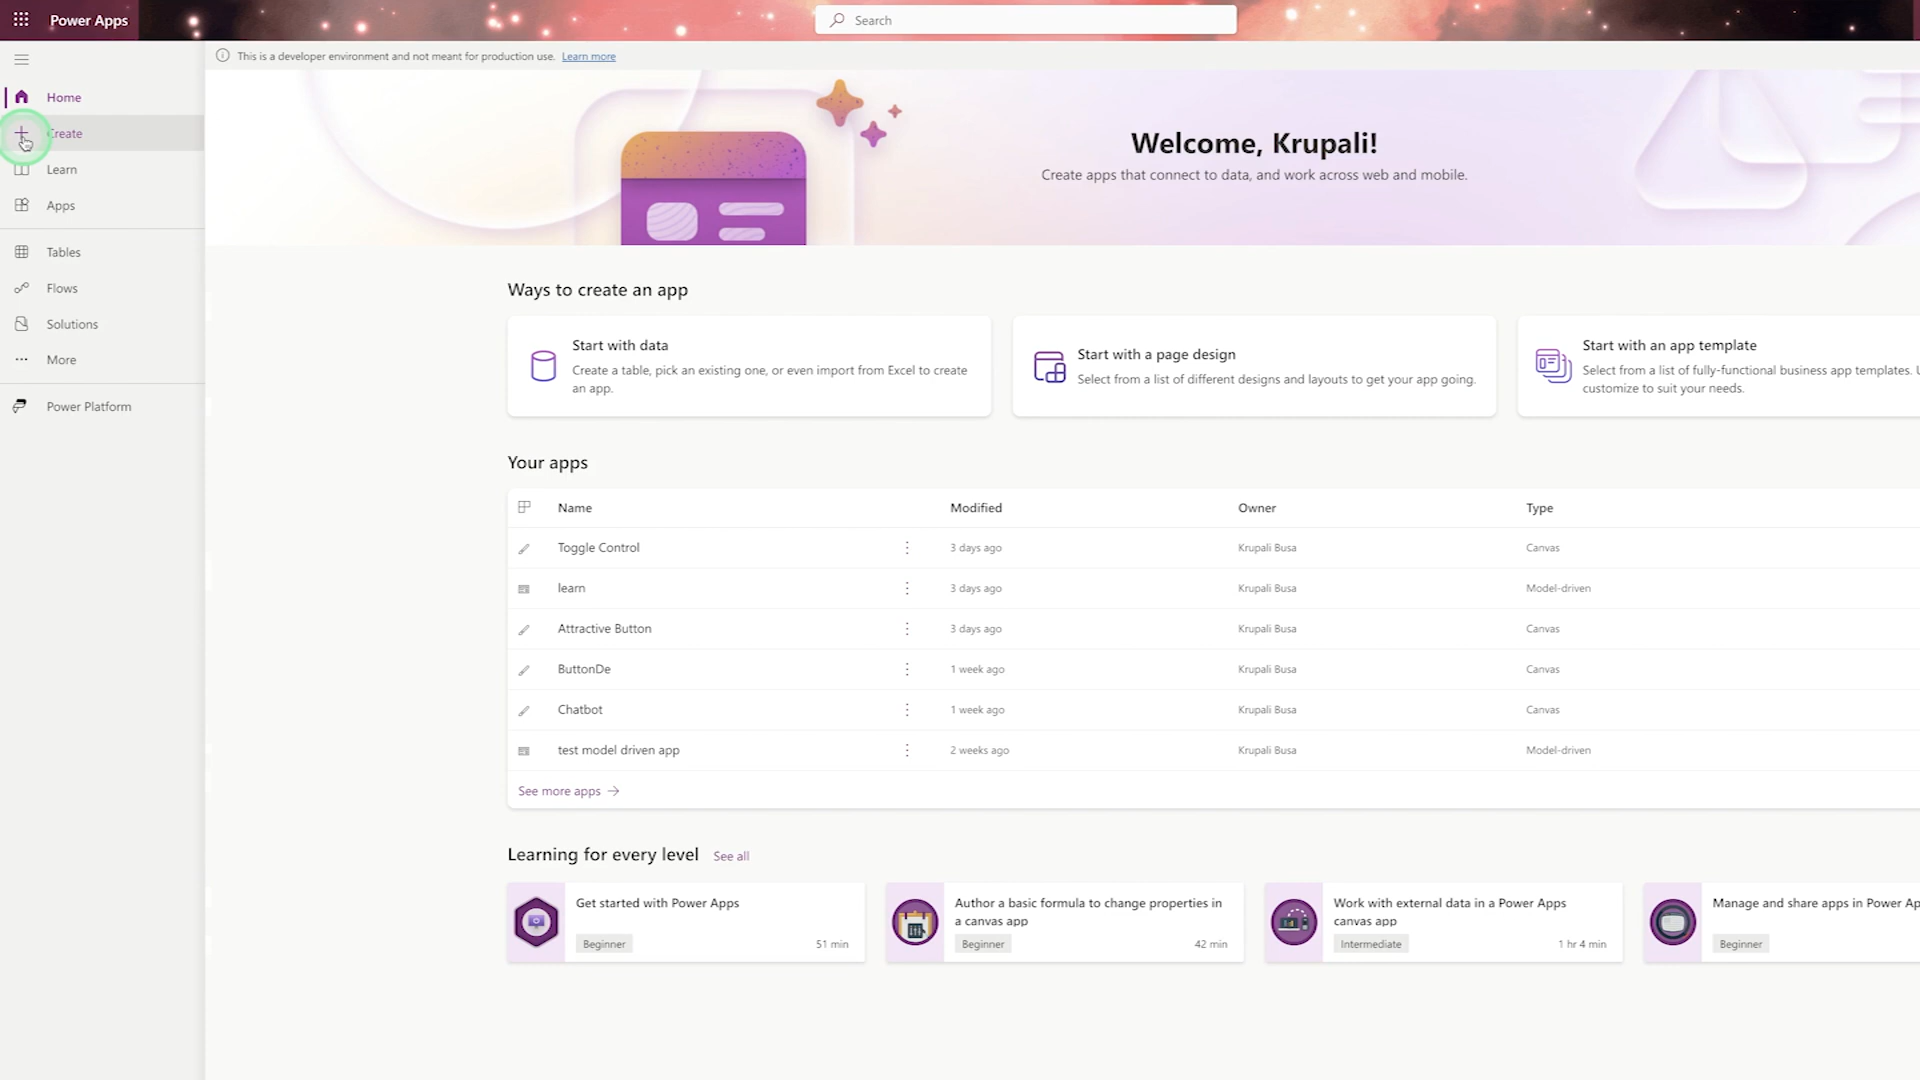 Power Apps
Search
This is a developer environment and not meant for production use. Learn more
Home
Create
Learn
Apps
Tables
Flows
Solutions
More
Power Platform
Welcome, Krupali!
Create apps that connect to data, and work across web and mobile.
Ways to create an app
Start with data
Create a table, pick an existing one, or even import from Excel to create
an app.
Start with a page design
Select from a list of different designs and layouts to get your app going.
Start with an app template
Select from a list of fully-functional business app templates. U
customize to suit your needs.
Your apps
Name Modified Owner Type
Toggle Control 3 days ago Krupali Busa Canvas
learn 3 days ago Krupali Busa Model-driven
Attractive Button 3 days ago Krupali Busa Canvas
ButtonDe 1 week ago Krupali Busa Canvas
Chatbot 1 week ago Krupali Busa Canvas
test model driven app 2 weeks ago Krupali Busa Model-driven
See more apps
Learning for every level See all
Get started with Power Apps
Beginner 51 min
Author a basic formula to change properties in
a canvas app
Beginner 42 min
Work with external data in a Power Apps
canvas app
Intermediate 1 hr 4 min
Manage and share apps in Power Ap
Beginner